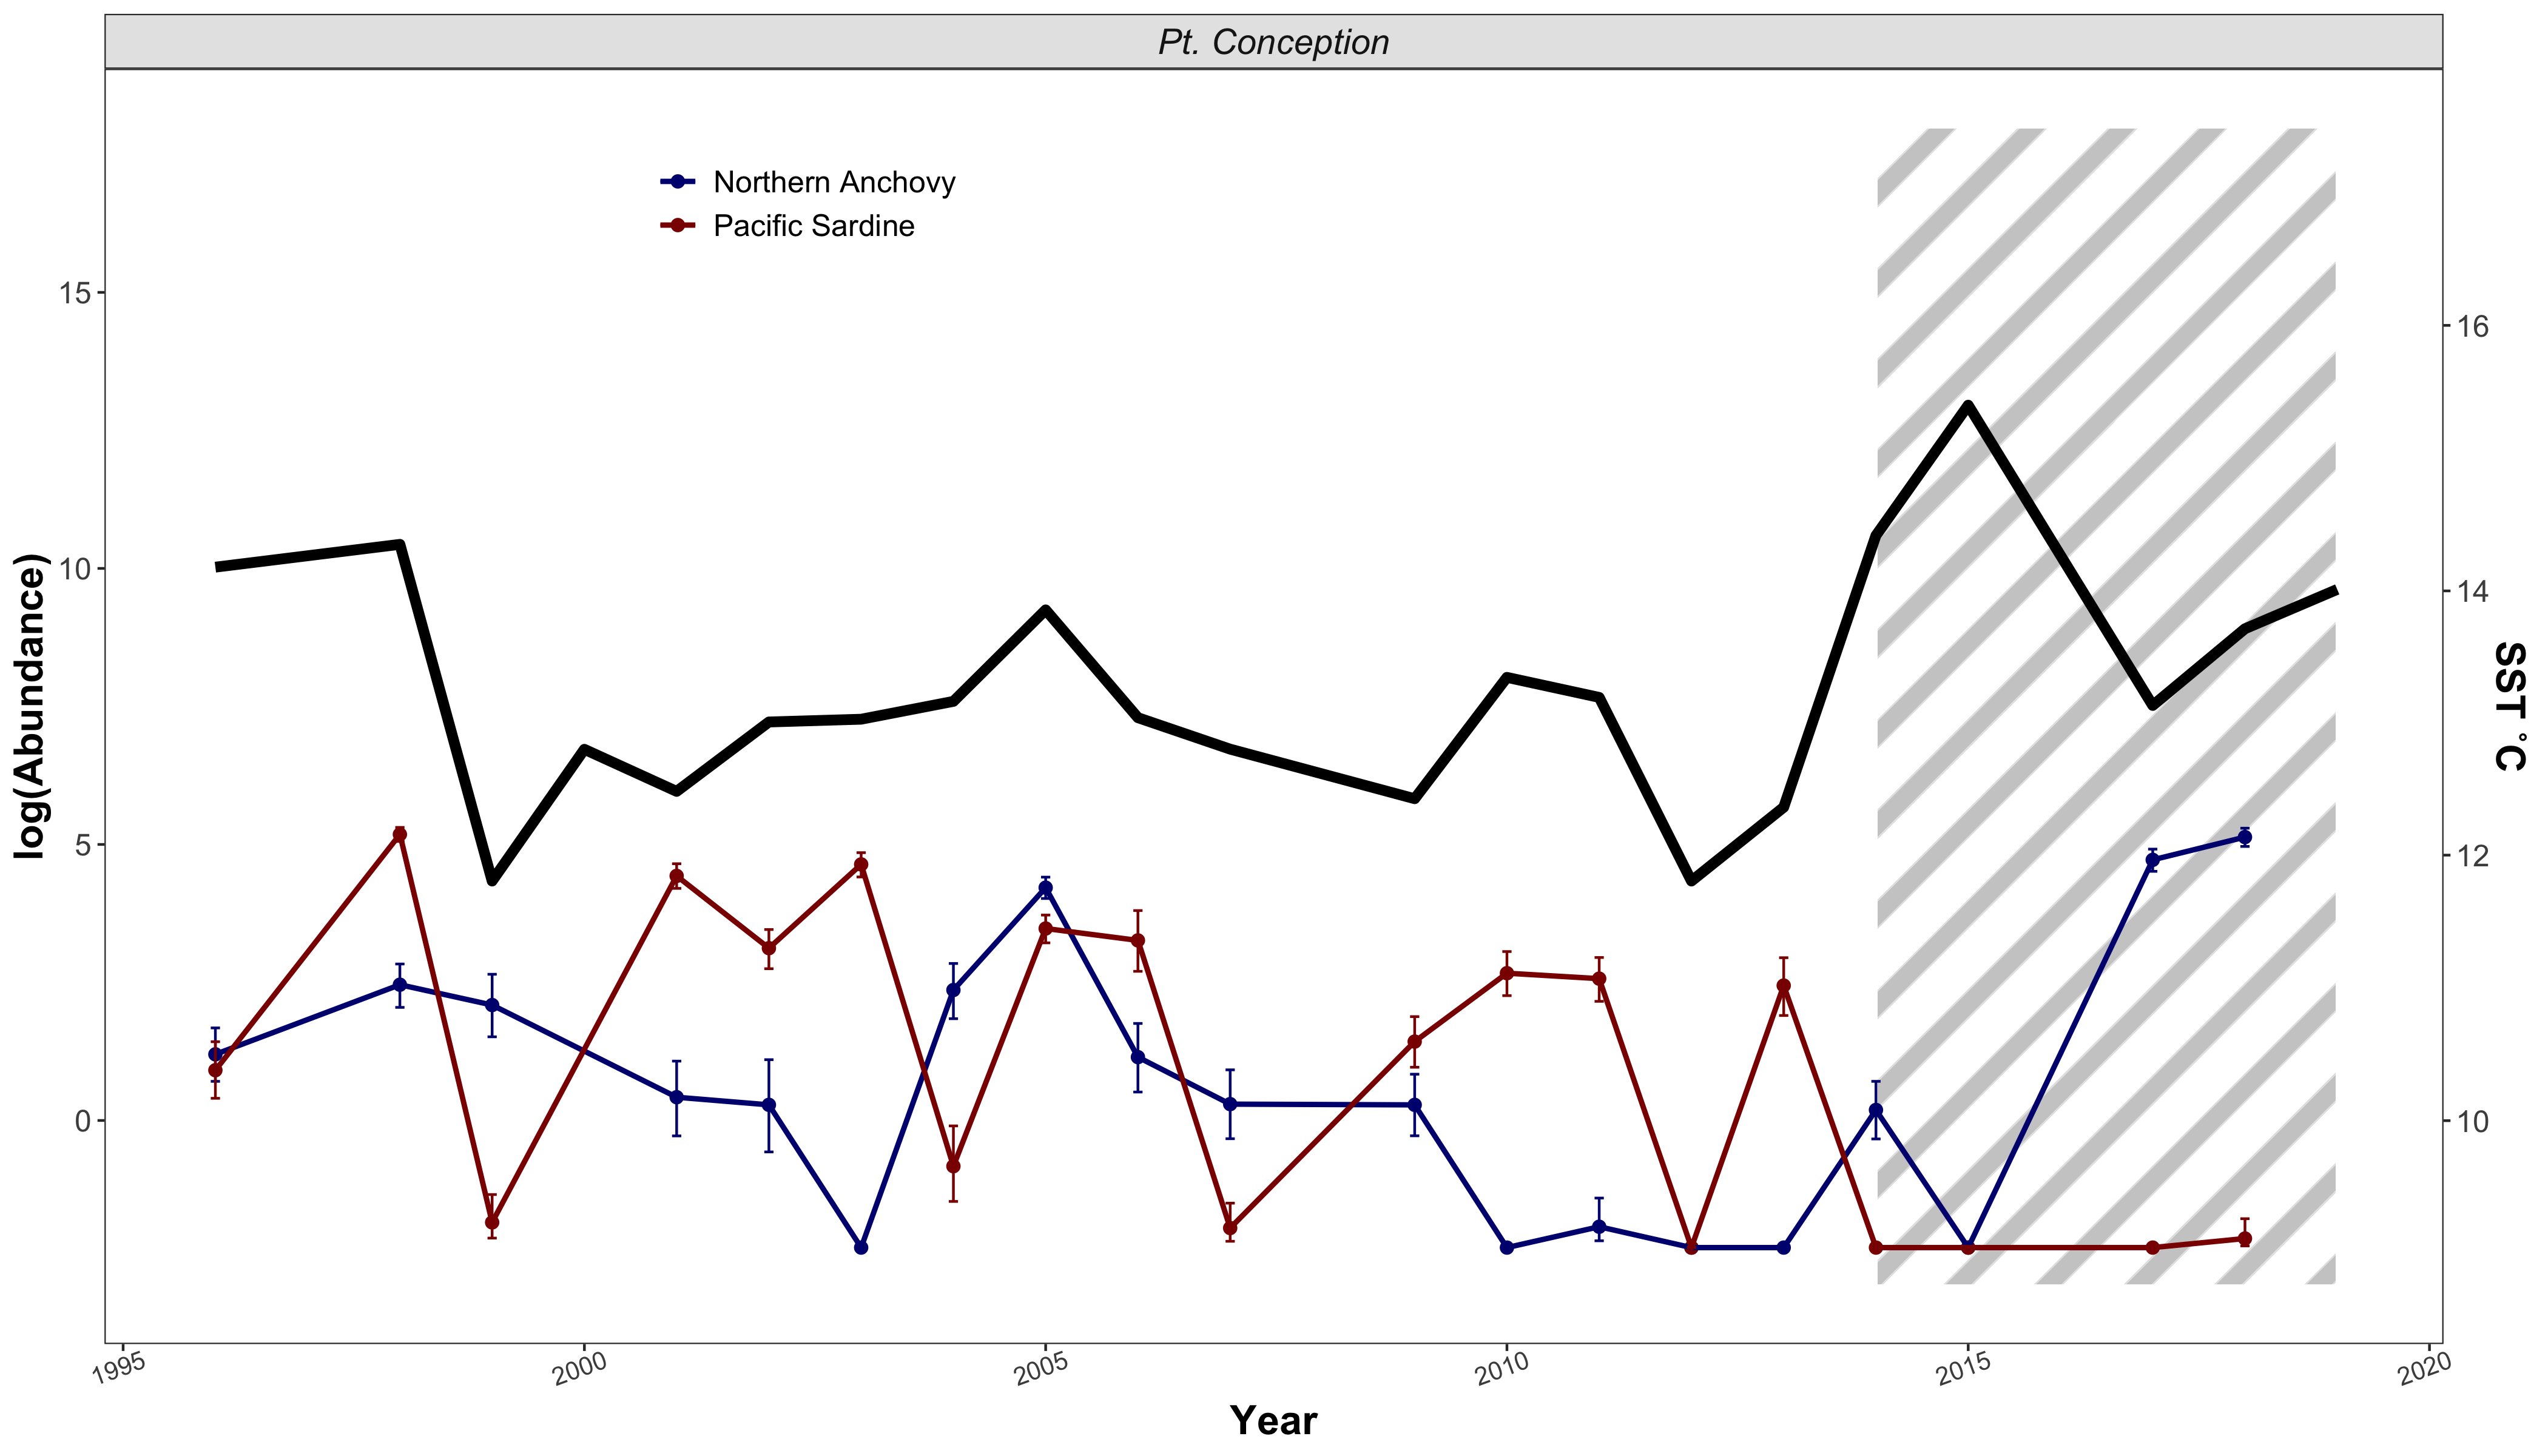 Pt. Conception
Northern Anchovy
Pacific Sardine
15
10
5
0
log(Abundance)
16
14
12
10
SST °C
1995
2000
2005
2010
2015
2020
Year